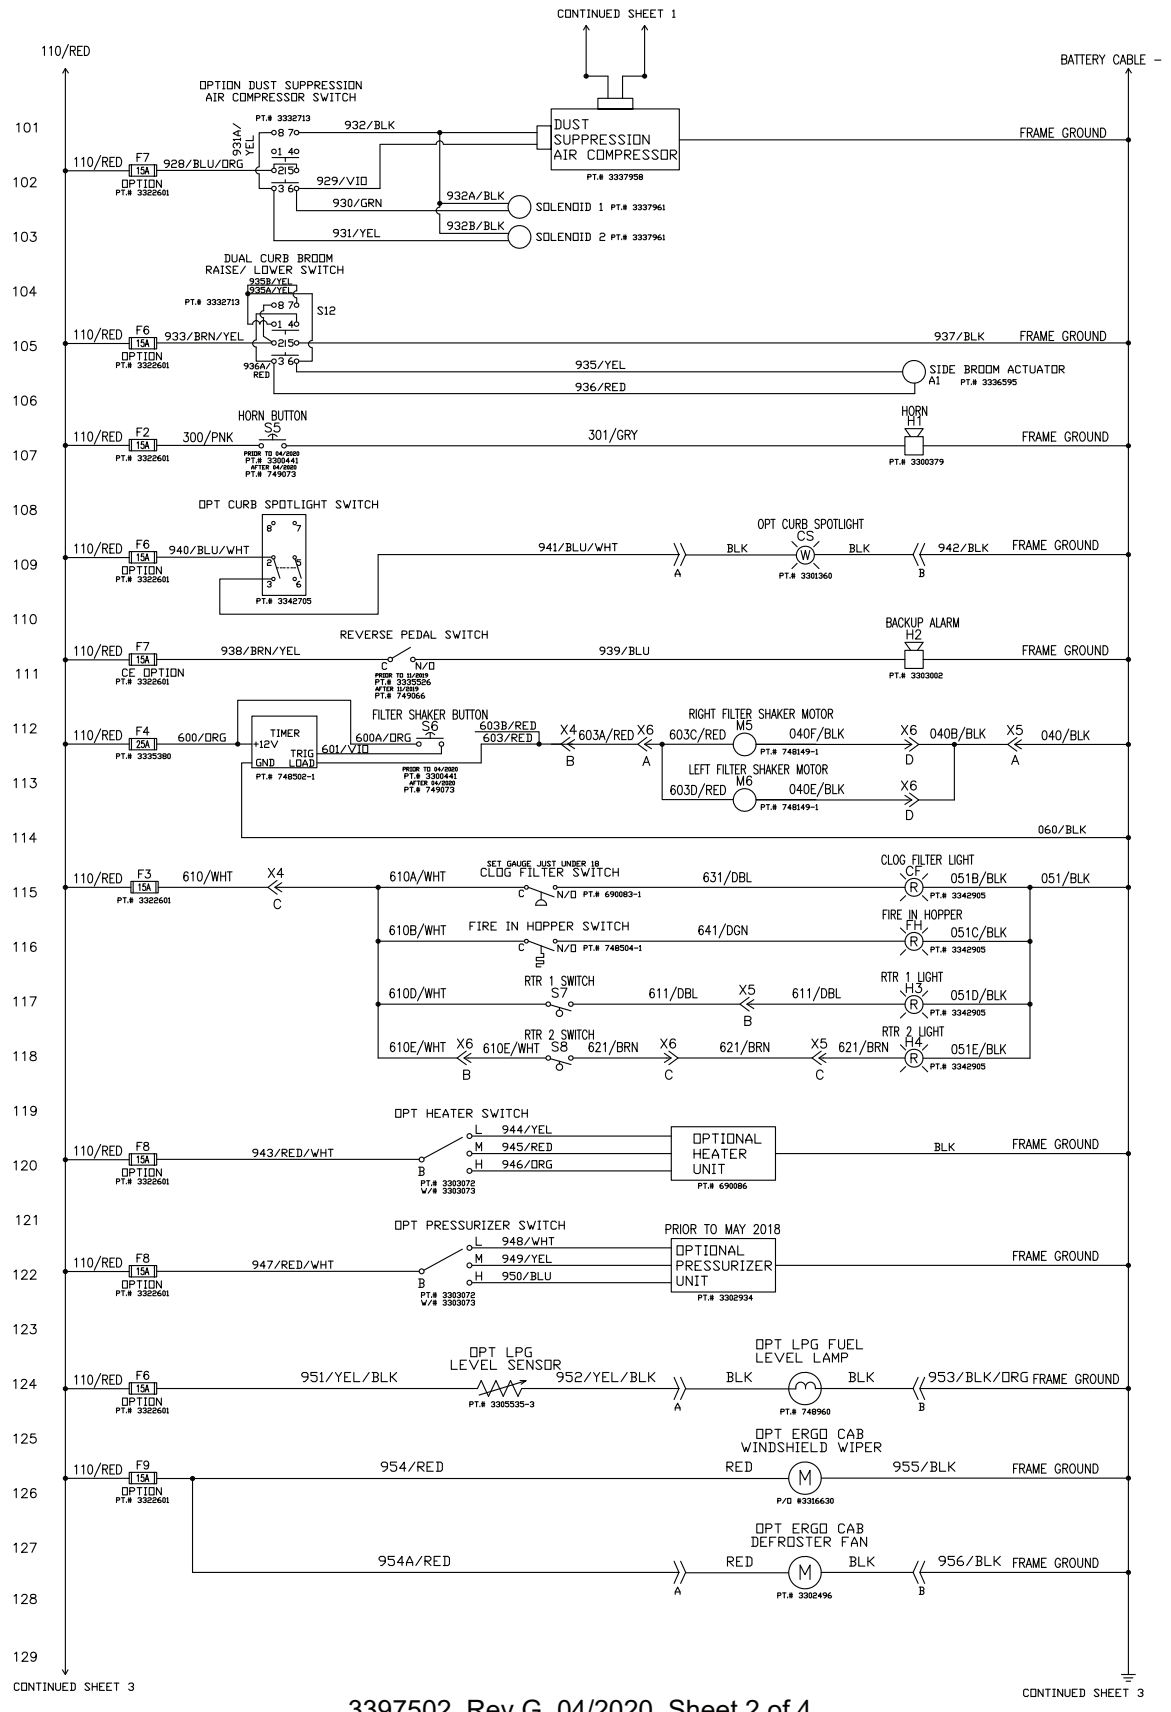 CONTINUED SHEET 1
110/RED
BATTERY CABLE -
OPTION DUST SUPPRESSION
AIR COMPRESSOR SWITCH
PT.# 3332713
101
931A/
YEL
8 7
932/BLK
DUST
SUPPRESSION
AIR COMPRESSOR
PT.# 3337958
FRAME GROUND
1 4
110/RED
F7
15A
OPTION
PT.# 3322601
928/BLU/ORG
2 5
102
3 6
929/VIO
930/GRN
932A/BLK
SOLENOID 1 PT.# 3337961
103
931/YEL
932B/BLK
SOLENOID 2 PT.# 3337961
DUAL CURB BROOM
RAISE/ LOWER SWITCH
104
935B/YEL
935A/YEL
PT.# 3332713
8 7
S12
1 4
110/RED
F6
15A
OPTION
PT.# 3322601
933/BRN/YEL
2 5
937/BLK
FRAME GROUND
105
936A/
RED
3 6
935/YEL
SIDE BROOM ACTUATOR
A1
PT.# 3336595
936/RED
106
HORN BUTTON
S5
HORN
H1
110/RED
F2
15A
PT.# 3322601
300/PNK
PRIOR TO 04/2020
PT.# 3300441
AFTER 04/2020
PT.# 749073
301/GRY
PT.# 3300379
FRAME GROUND
107
108
OPT CURB SPOTLIGHT SWITCH
8 7
OPT CURB SPOTLIGHT
CS
110/RED
F6
15A
OPTION
PT.# 3322601
940/BLU/WHT
2 5
3 6
PT.# 3342705
941/BLU/WHT
A
BLK
W
PT.# 3301360
BLK
B
942/BLK
FRAME GROUND
109
110
REVERSE PEDAL SWITCH
BACKUP ALARM
H2
110/RED
F7
15A
CE OPTION
PT.# 3322601
938/BRN/YEL
C
N/O
PRIOR TO 11/2019
PT.# 3335526
AFTER 11/2019
PT.# 749066
939/BLU
PT.# 3303002
FRAME GROUND
111
112
FILTER SHAKER BUTTON
S6
RIGHT FILTER SHAKER MOTOR
M5
110/RED
F4
25A
PT.# 3335380
600/ORG
TIMER
+12V
TRIG
GND LOAD
PT.# 748502-1
600A/ORG
601/VIO
PRIOR TO 04/2020
PT.# 3300441
AFTER 04/2020
PT.# 749073
603B/RED
603/RED
X4
B
603A/RED
X6
A
603C/RED
PT.# 748149-1
040F/BLK
X6
D
040B/BLK
X5
A
040/BLK
113
LEFT FILTER SHAKER MOTOR
M6
603D/RED
PT.# 748149-1
040E/BLK
X6
D
114
060/BLK
SET GAUGE JUST UNDER 18
CLOG FILTER SWITCH
CLOG FILTER LIGHT
CF
110/RED
F3
15A
PT.# 3322601
610/WHT
X4
C
610A/WHT
C
N/O PT.# 690083-1
631/DBL
R
PT.# 3342905
051B/BLK
051/BLK
115
FIRE IN HOPPER SWITCH
FIRE IN HOPPER
FH
116
610B/WHT
C
N/O PT.# 748504-1
641/DGN
R
PT.# 3342905
051C/BLK
RTR 1 SWITCH
S7
RTR 1 LIGHT
H3
117
610D/WHT
611/DBL
X5
B
611/DBL
R
PT.# 3342905
051D/BLK
RTR 2 SWITCH
S8
RTR 2 LIGHT
H4
118
610E/WHT
X6
B
610E/WHT
621/BRN
X6
C
621/BRN
X5
C
621/BRN
R
PT.# 3342905
051E/BLK
119
OPT HEATER SWITCH
L
944/YEL
110/RED
F8
15A
OPTION
PT.# 3322601
943/RED/WHT
M
945/RED
H
946/ORG
B
PT.# 3303072
W/# 3303073
OPTIONAL
HEATER
UNIT
PT.# 690086
BLK
FRAME GROUND
120
121
OPT PRESSURIZER SWITCH
PRIOR TO MAY 2018
L
948/WHT
110/RED
F8
15A
OPTION
PT.# 3322601
947/RED/WHT
M
949/YEL
H
950/BLU
B
PT.# 3303072
W/# 3303073
OPTIONAL
PRESSURIZER
UNIT
PT.# 3302934
FRAME GROUND
122
123
OPT LPG
LEVEL SENSOR
OPT LPG FUEL
LEVEL LAMP
110/RED
F6
15A
OPTION
PT.# 3322601
951/YEL/BLK
PT.# 3305535-3
952/YEL/BLK
A
BLK
PT.# 748960
BLK
B
953/BLK/ORG
FRAME GROUND
124
125
OPT ERGO CAB
WINDSHIELD WIPER
110/RED
F9
15A
OPTION
PT.# 3322601
954/RED
RED
M
P/O #3316630
955/BLK
FRAME GROUND
126
127
OPT ERGO CAB
DEFROSTER FAN
954A/RED
A
RED
M
PT.# 3302496
BLK
B
956/BLK
FRAME GROUND
128
129
CONTINUED SHEET 3
CONTINUED SHEET 3
3397502 Rev G 04/2020 Sheet 2 of 4